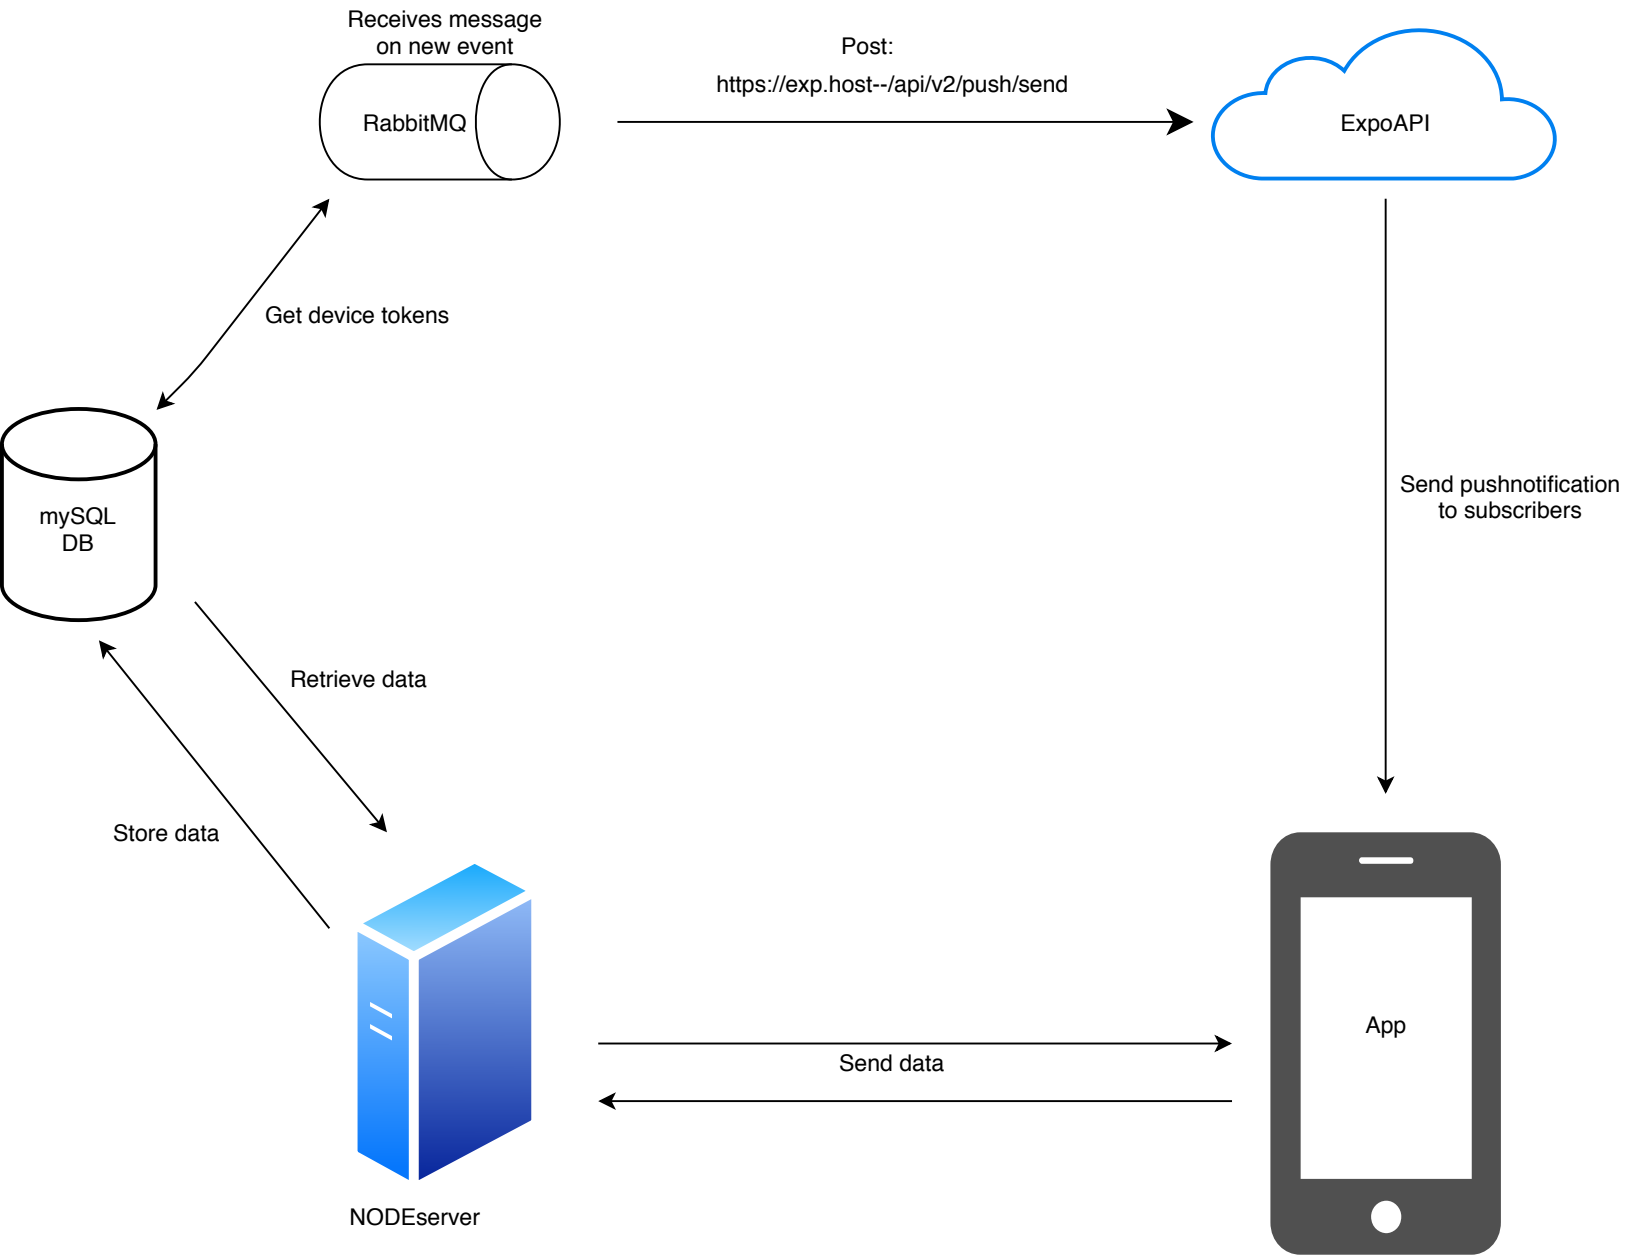 Receives message
on new event
RabbitMQ
Post:
https://exp.host--/api/v2/push/send
ExpoAPI
Get device tokens
mySQL
DB
Send pushnotification
to subscribers
Retrieve data
Store data
App
Send data
NODEserver